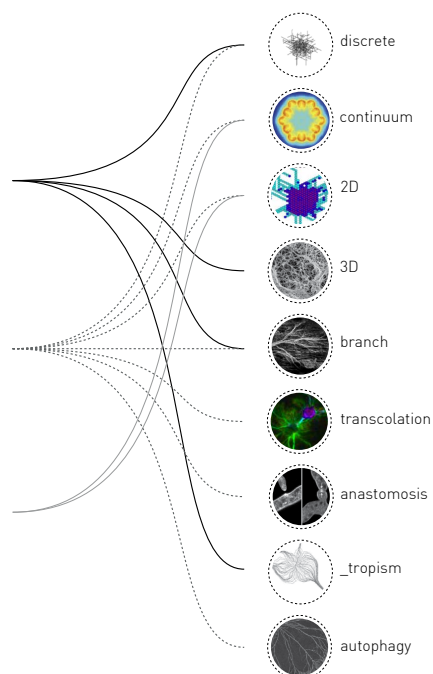 discrete
continuum
2D
3D
branch
transcolation
anastomosis
_tropism
autophagy